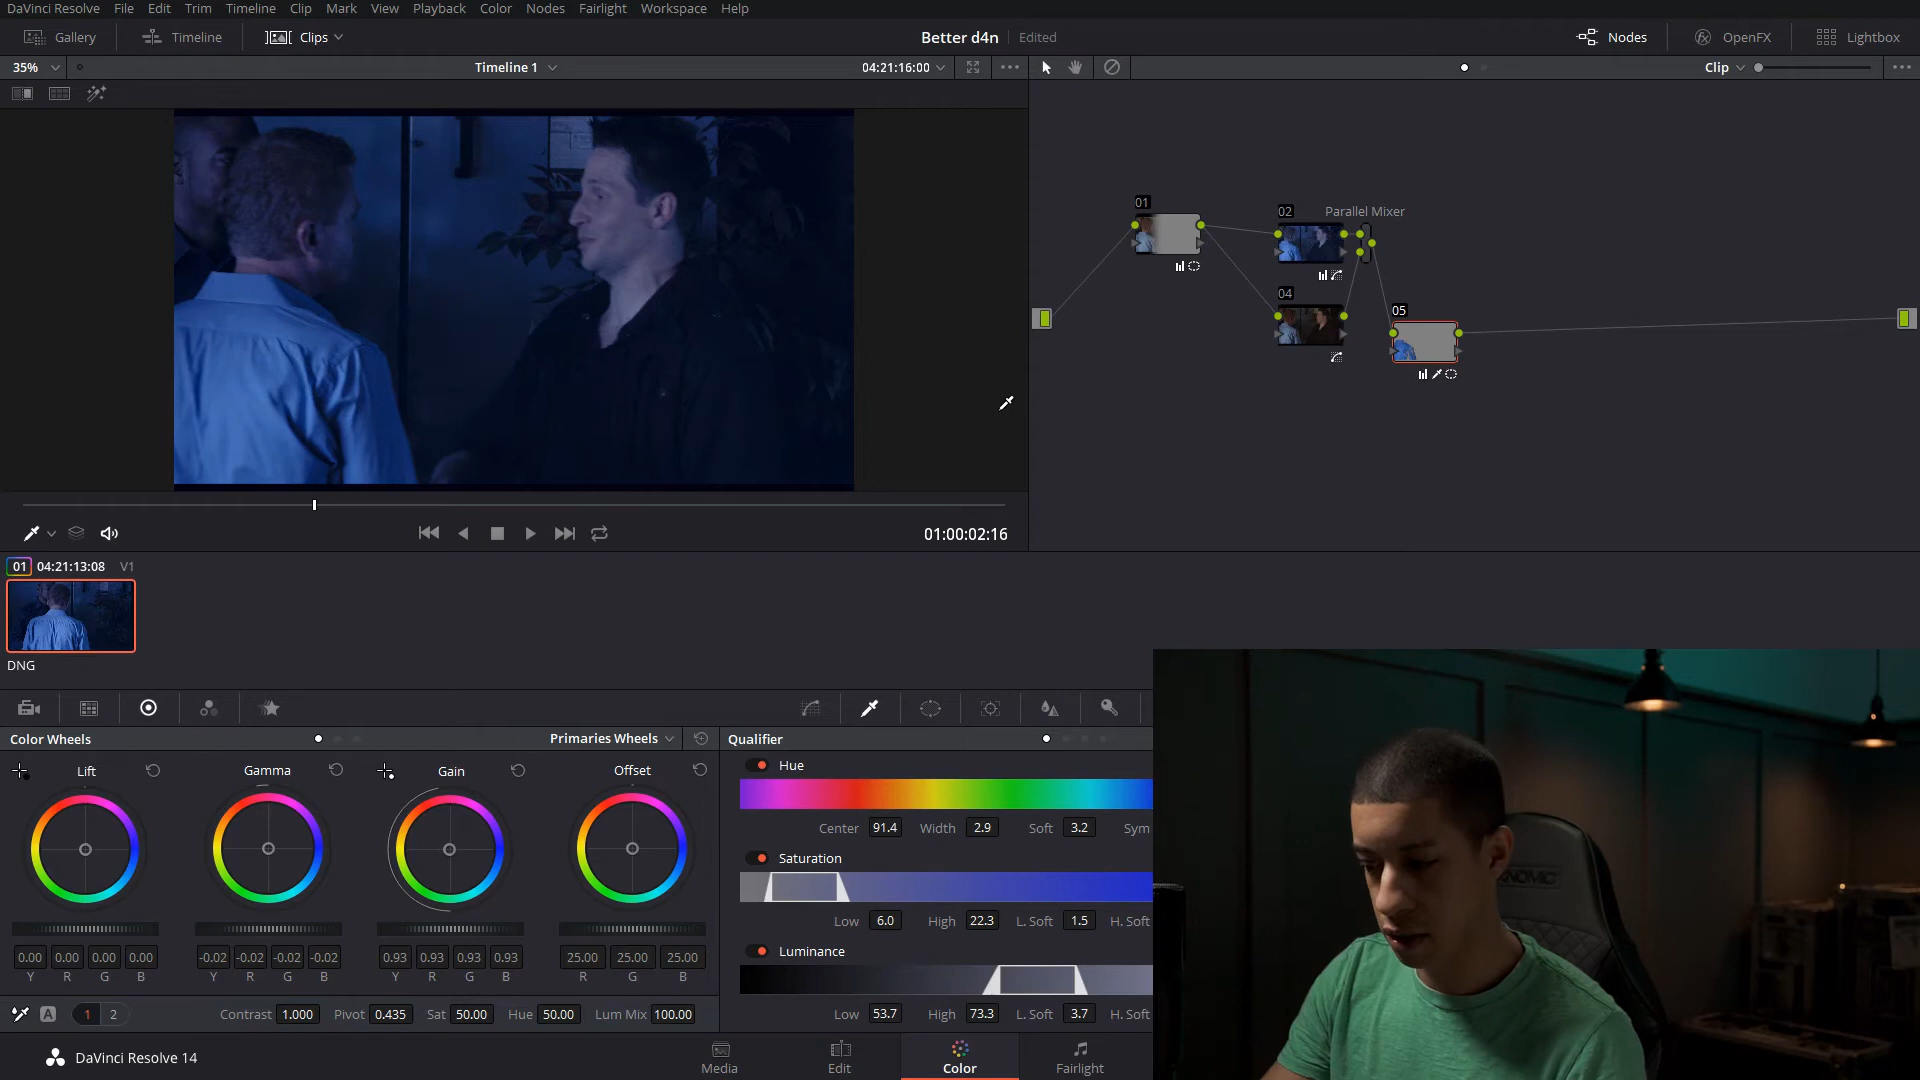 DaVinci Resolve File Edit Trim Timeline Clip Mark View Playback Color Nodes Fairlight Workspace Help
Gallery Timeline Clips Better d4n Edited Nodes OpenFX Lightbox
35% Timeline 1 04:21:16:00 Clip
01
02 Parallel Mixer
04
05
01:00:02:16
01 04:21:13:08 V1
DNG
Color Wheels Primaries Wheels Qualifier
Lift Gamma Gain Offset Hue
Center 91.4 Width 2.9 Soft 3.2 Sym
Saturation
Low 6.0 High 22.3 L. Soft 1.5 H. Soft
Luminance
0.00 0.00 0.00 0.00 -0.02 -0.02 -0.02 -0.02 0.93 0.93 0.93 0.93 25.00 25.00 25.00
Y R G B Y R G B Y R G B R G B
A 1 2 Contrast 1.000 Pivot 0.435 Sat 50.00 Hue 50.00 Lum Mix 100.00 Low 53.7 High 73.3 L. Soft 3.7 H. Soft
DaVinci Resolve 14 Media Edit Color Fairlight